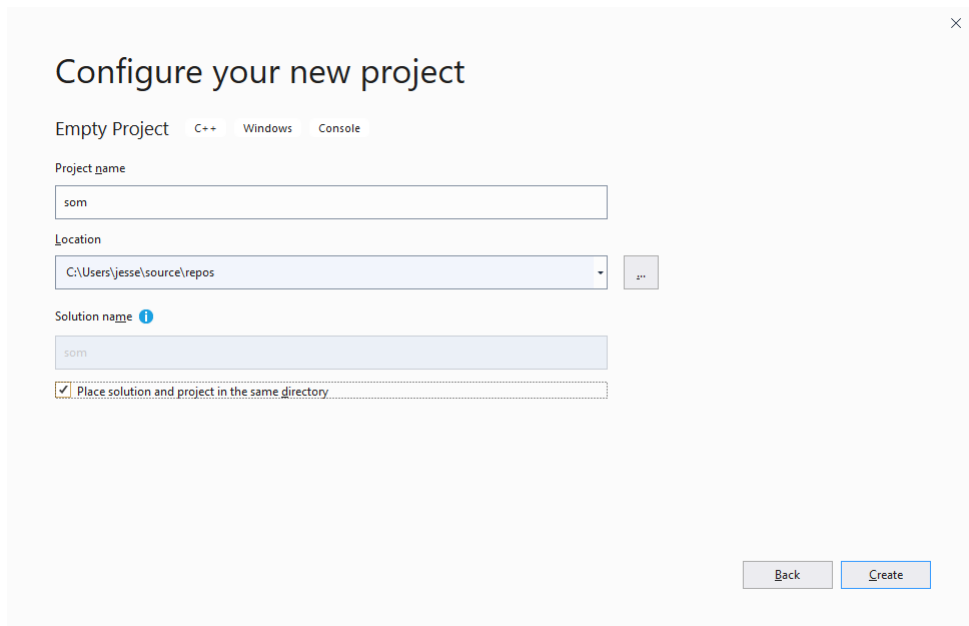 Configure your new project
Empty Project C++ Windows Console
Project name
som
Location
C:\Users\jesse\source\repos
...
Solution name
som
Place solution and project in the same directory
Back Create